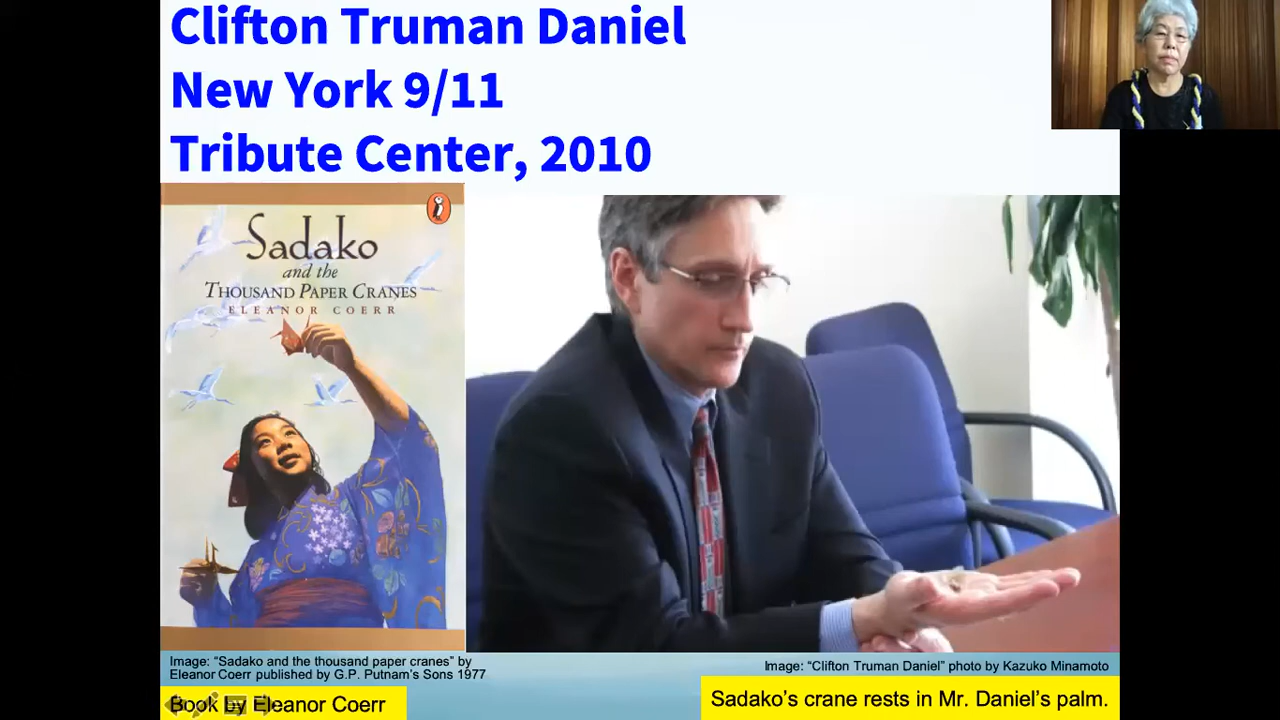 Clifton Truman Daniel
New York 9/11
Tribute Center, 2010
Sadako
and the
THOUSAND PAPER CRANES
ELEANOR COERR
Image: “Sadako and the thousand paper cranes” by
Eleanor Coerr published by G.P. Putnam's Sons 1977
Book by Eleanor Coerr
Image: “Clifton Truman Daniel” photo by Kazuko Minamoto
Sadako’s crane rests in Mr. Daniel’s palm.